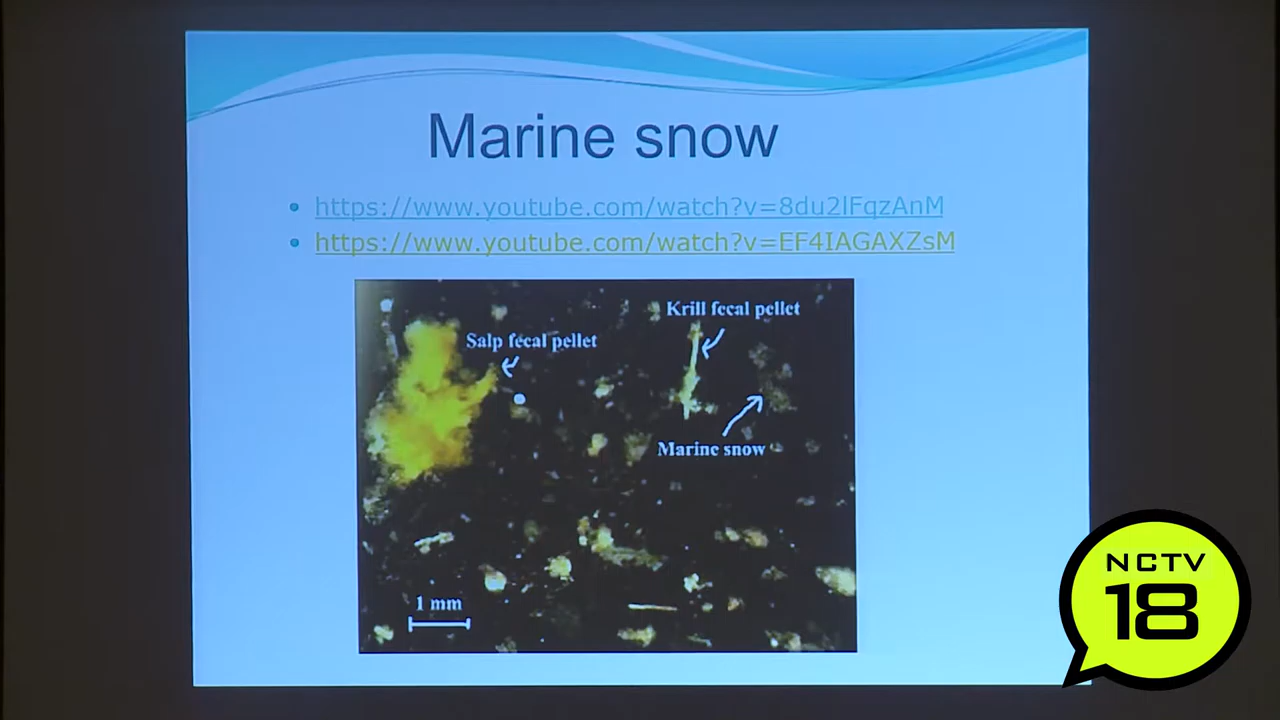 Marine snow
https://www.youtube.com/watch?v=8du2lFqzAnM
https://www.youtube.com/watch?v=EF4IAGAXZsM
Krill fecal pellet
Salp fecal pellet
Marine snow
1 mm
NCTV
18